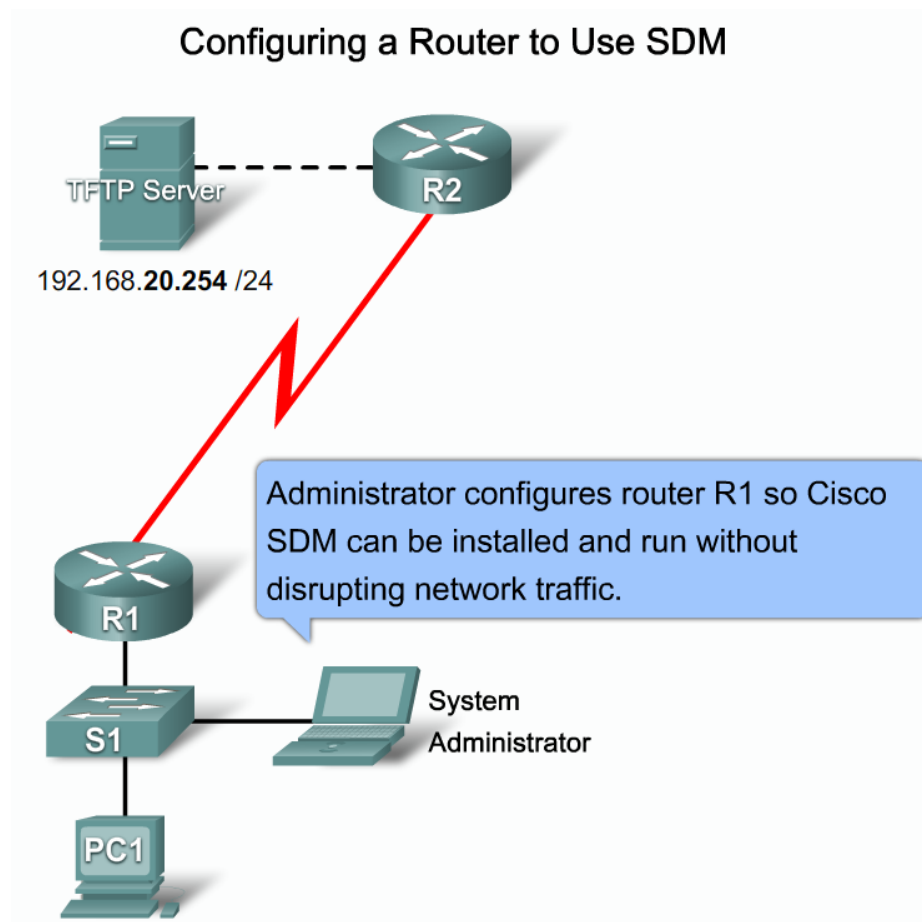 Configuring a Router to Use SDM
TFTP Server
R2
192.168.20.254 /24
Administrator configures router R1 so Cisco
SDM can be installed and run without
disrupting network traffic.
R1
S1
System
Administrator
PC1